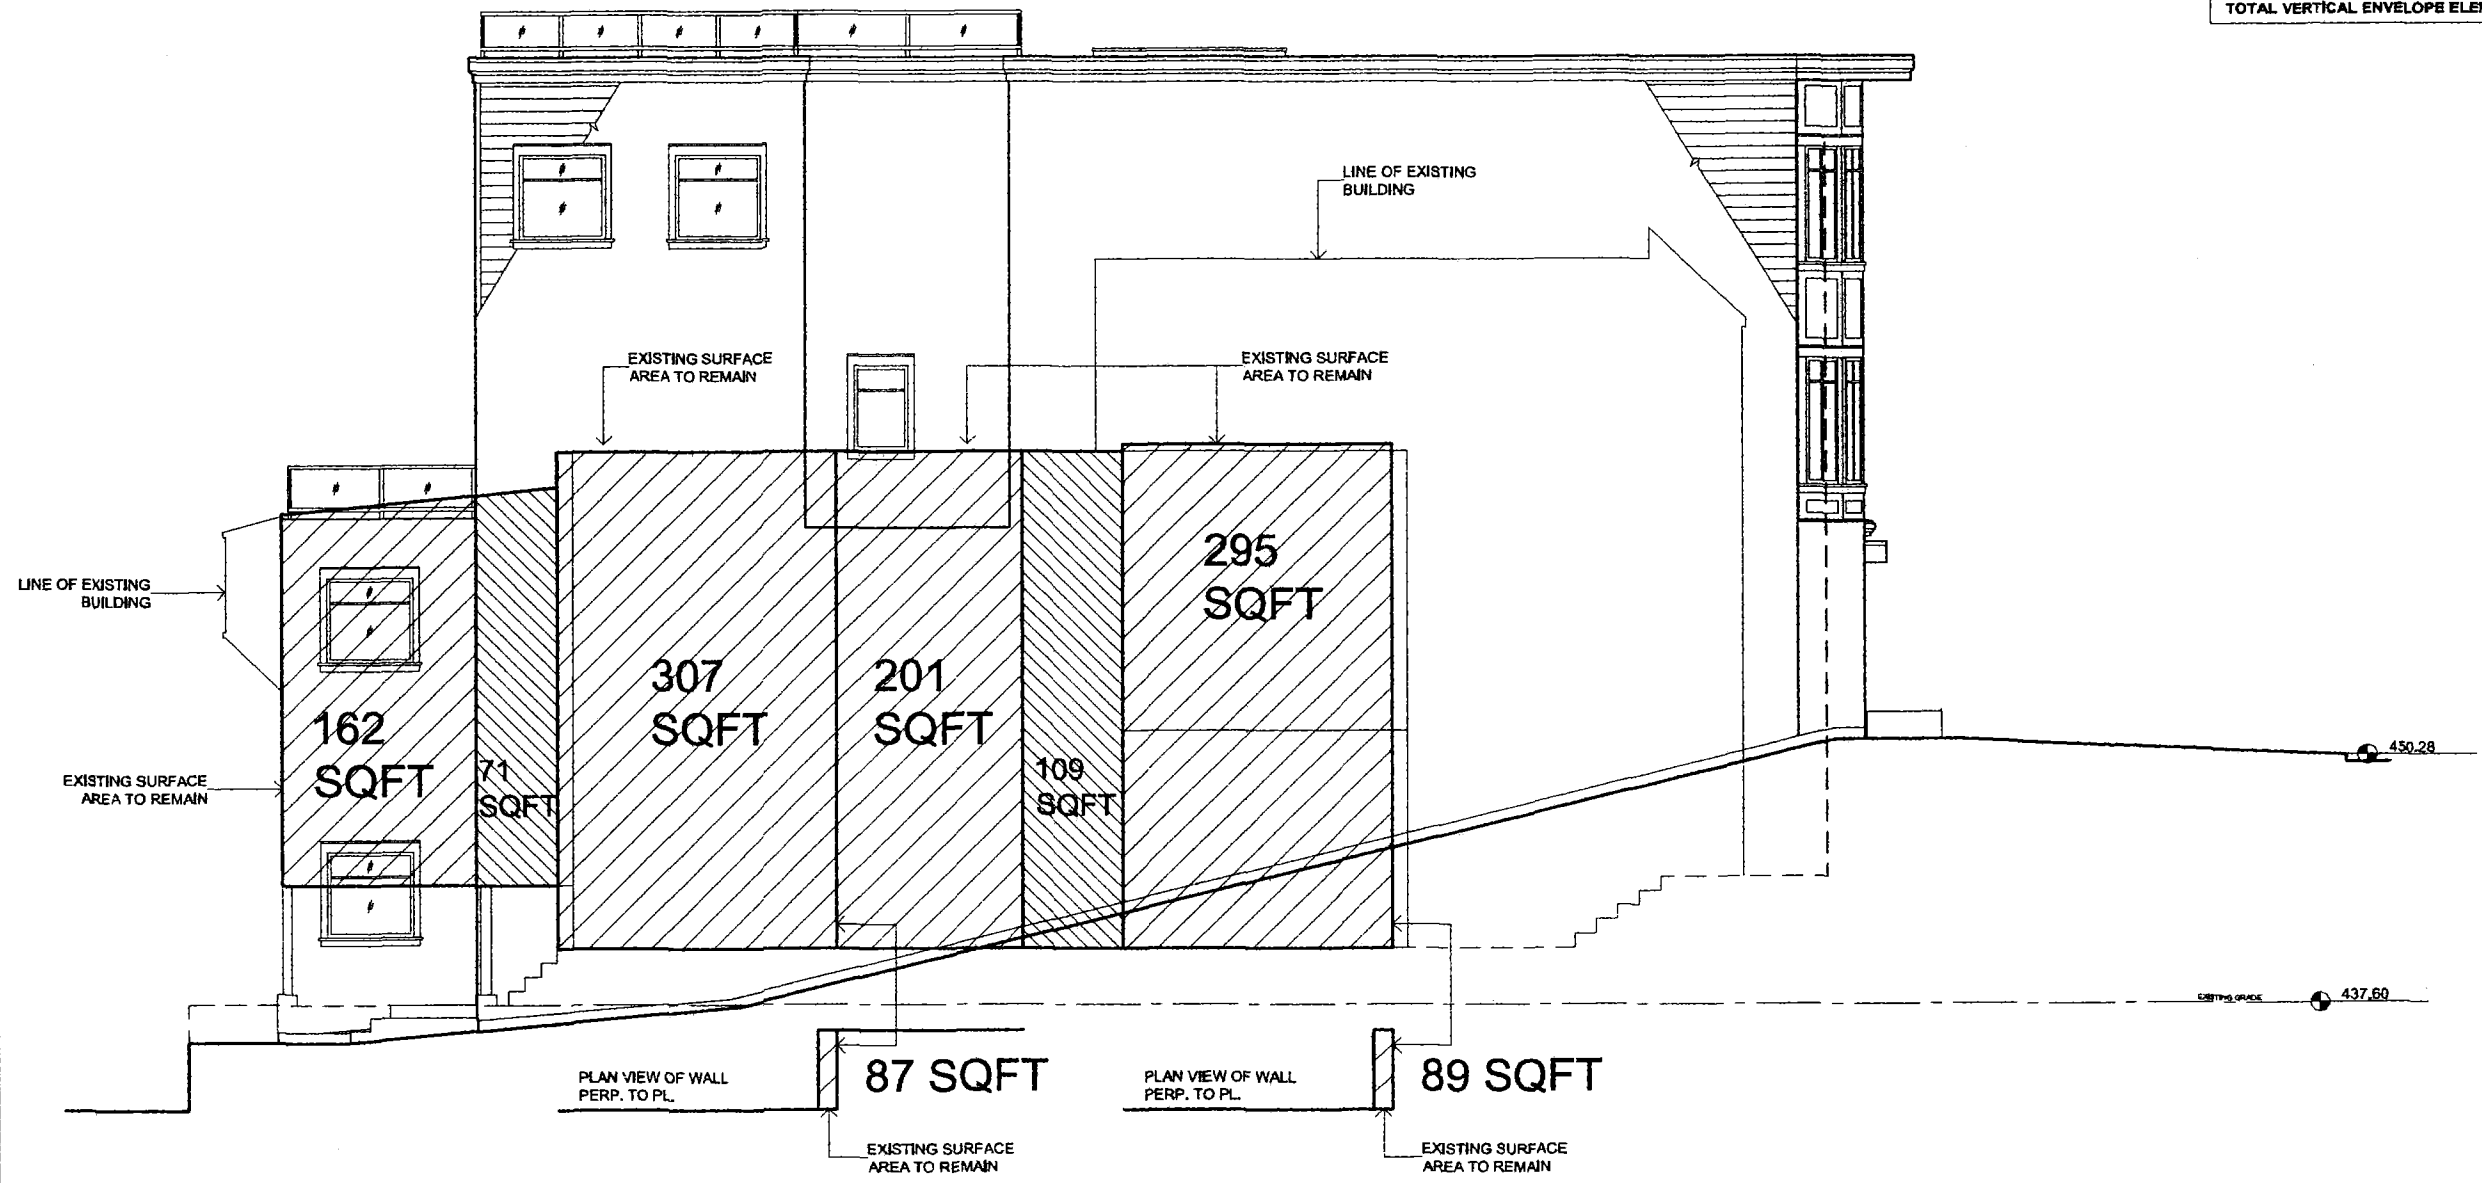 TOTAL VERTICAL ENVELOPE
LINE OF EXISTING
BUILDING
EXISTING SURFACE
AREA TO REMAIN
EXISTING SURFACE
AREA TO REMAIN
295
SQFT
LINE OF EXISTING
BUILDING
307
SQFT
201
SQFT
162
SQFT
71
SQFT
109
SQFT
EXISTING SURFACE
AREA TO REMAIN
450.28
EXISTING GRADE
437.60
PLAN VIEW OF WALL
PERP. TO PL.
87 SQFT
PLAN VIEW OF WALL
PERP. TO PL.
89 SQFT
EXISTING SURFACE
AREA TO REMAIN
EXISTING SURFACE
AREA TO REMAIN